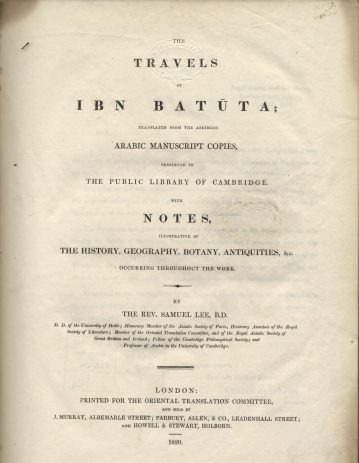 THE
TRAVELS
OF
IBN BATŪTA;
TRANSLATED FROM THE ABRIDGED
ARABIC MANUSCRIPT COPIES,
PRESERVED IN
THE PUBLIC LIBRARY OF CAMBRIDGE.
WITH
NOTES,
ILLUSTRATIVE OF
THE HISTORY, GEOGRAPHY, BOTANY, ANTIQUITIES, &c.
OCCURRING THROUGHOUT THE WORK.
BY
THE REV. SAMUEL LEE, B.D.
D. D. of the University of Halle; Honorary Member of the Asiatic Society of Paris; Honorary Associate of the Royal
Society of Literature; Member of the Oriental Translation Committee, and of the Royal Asiatic Society of
Great Britain and Ireland; Fellow of the Cambridge Philosophical Society; and
Professor of Arabic in the University of Cambridge.
LONDON:
PRINTED FOR THE ORIENTAL TRANSLATION COMMITTEE,
AND SOLD BY
J. MURRAY, ALBEMARLE STREET; PARBURY, ALLEN, & CO., LEADENHALL STREET;
AND HOWELL & STEWART, HOLBORN.
1829.